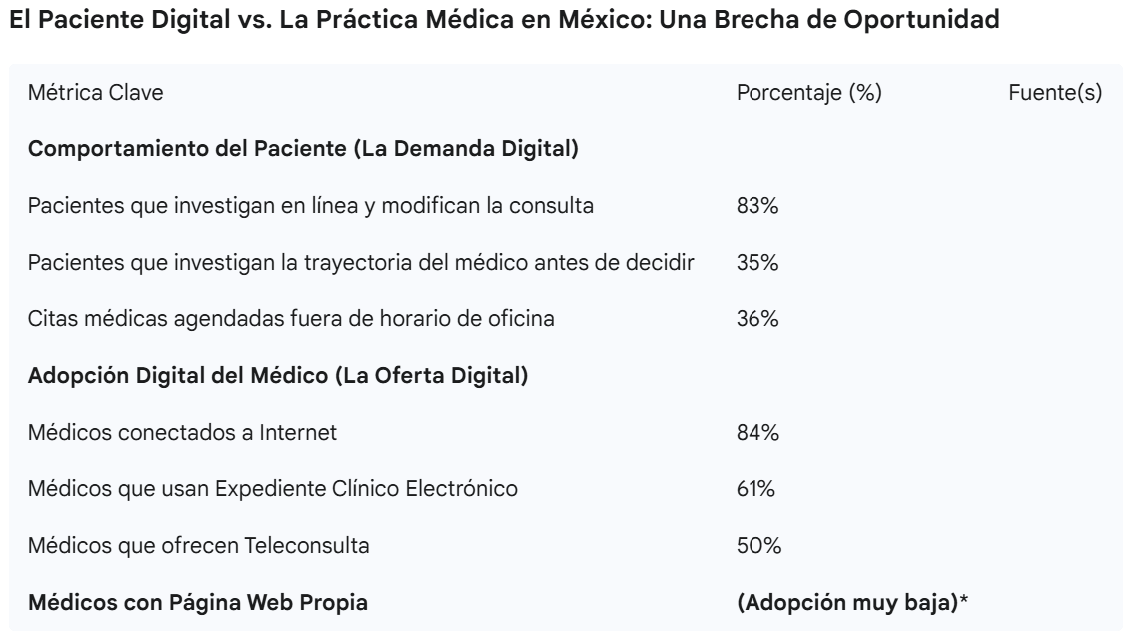 El Paciente Digital vs. La Práctica Médica en México: Una Brecha de Oportunidad
Métrica Clave Porcentaje (%) Fuente(s)
Comportamiento del Paciente (La Demanda Digital)
Pacientes que investigan en línea y modifican la consulta 83%
Pacientes que investigan la trayectoria del médico antes de decidir 35%
Citas médicas agendadas fuera de horario de oficina 36%
Adopción Digital del Médico (La Oferta Digital)
Médicos conectados a Internet 84%
Médicos que usan Expediente Clínico Electrónico 61%
Médicos que ofrecen Teleconsulta 50%
Médicos con Página Web Propia (Adopción muy baja)*